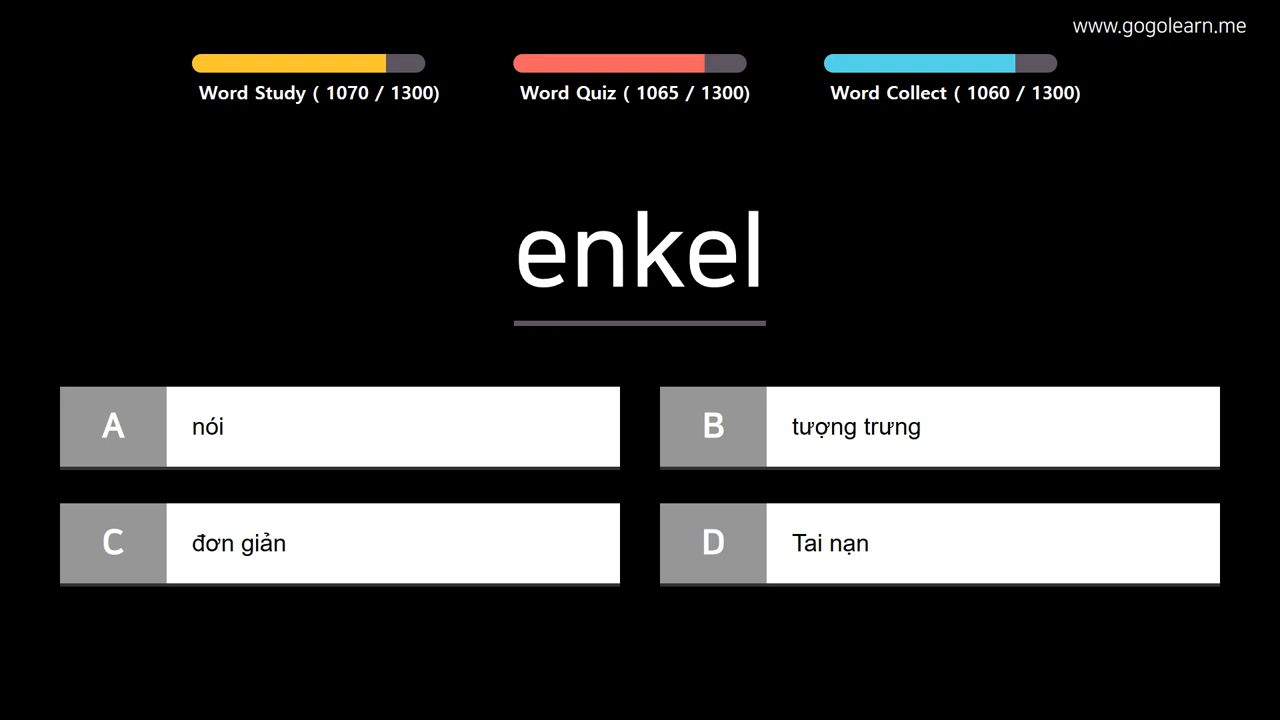 www.gogolearn.me
Word Study ( 1070 / 1300)
Word Quiz ( 1065 / 1300)
Word Collect ( 1060 / 1300)
enkel
A nói
B tượng trưng
C đơn giản
D Tai nạn